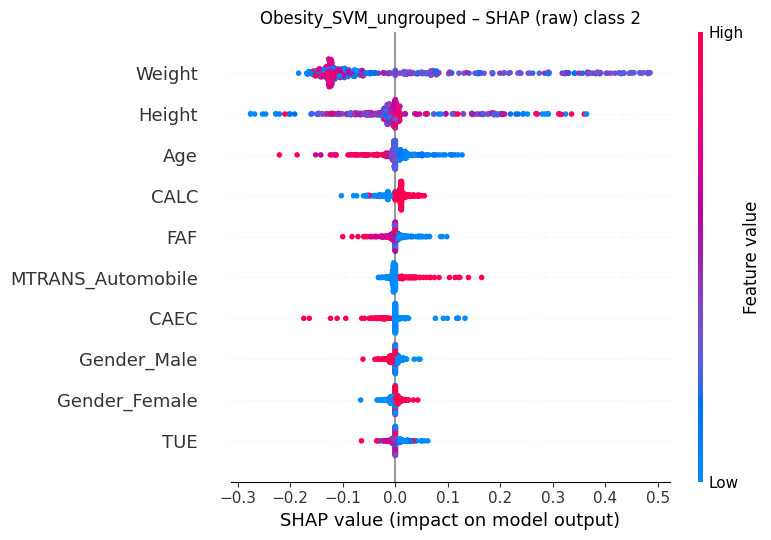 Obesity_SVM_ungrouped – SHAP (raw) class 2
High
Weight
Height
Age
CALC
FAF
MTRANS_Automobile
CAEC
Gender_Male
Gender_Female
TUE
Feature value
Low
−0.3 −0.2 −0.1 0.0 0.1 0.2 0.3 0.4 0.5
SHAP value (impact on model output)